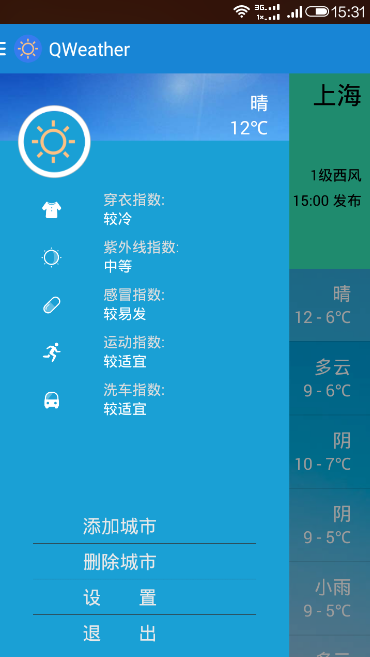 3G 15:31
1x
QWeather
晴
12℃
穿衣指数:
较冷
紫外线指数:
中等
感冒指数:
较易发
运动指数:
较适宜
洗车指数:
较适宜
添加城市
删除城市
设 置
退 出
上海
1级西风
15:00 发布
晴
12 - 6℃
多云
9 - 6℃
阴
10 - 7℃
阴
9 - 5℃
小雨
9 - 5℃
多云